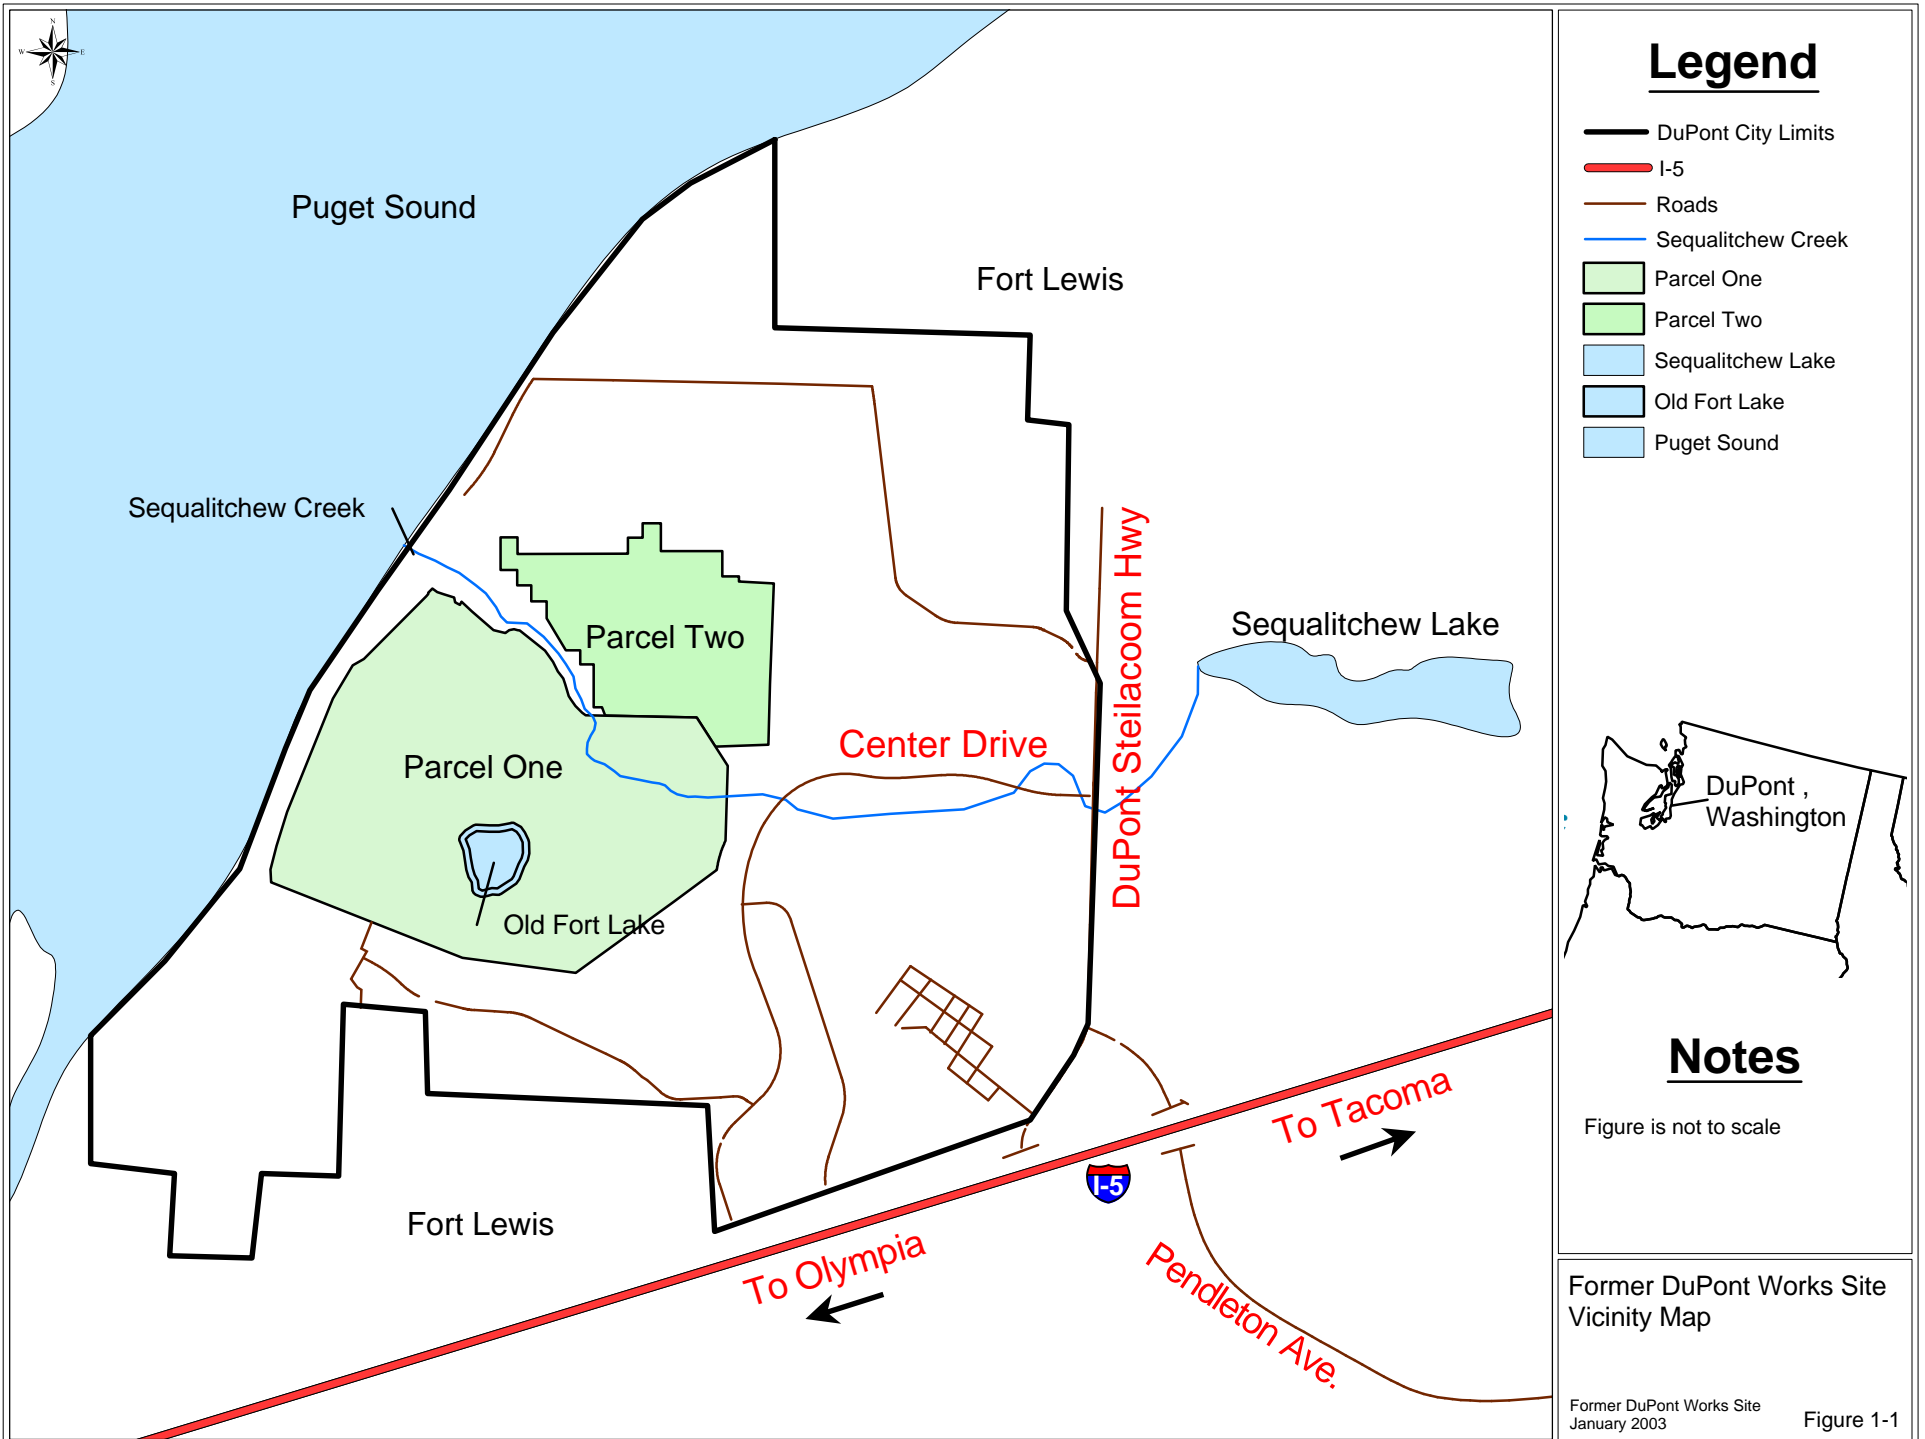 N
W
E
S
Puget Sound
Fort Lewis
Sequalitchew Creek
DuPont Steilacoom Hwy
Sequalitchew Lake
Parcel Two
Center Drive
Parcel One
Old Fort Lake
Fort Lewis
To Tacoma
I-5
To Olympia
Pendleton Ave.
Legend
DuPont City Limits
I-5
Roads
Sequalitchew Creek
Parcel One
Parcel Two
Sequalitchew Lake
Old Fort Lake
Puget Sound
DuPont ,
Washington
Notes
Figure is not to scale
Former DuPont Works Site
Vicinity Map
Former DuPont Works Site
January 2003
Figure 1-1